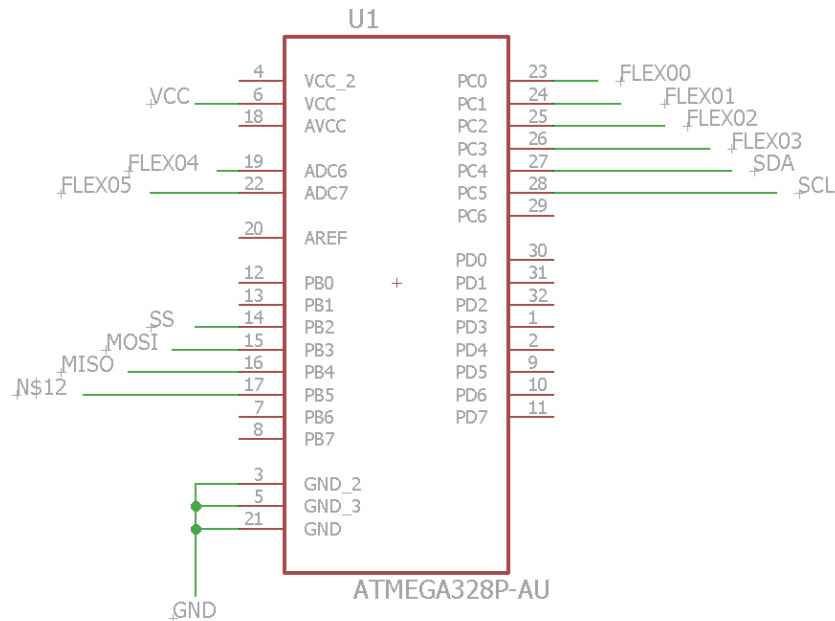 U1
4 VCC_2 PC0 23 FLEX00
VCC 6 VCC PC1 24 FLEX01
18 AVCC PC2 25 FLEX02
PC3 26 FLEX03
FLEX04 19 ADC6 PC4 27 SDA
FLEX05 22 ADC7 PC5 28 SCL
PC6 29
20 AREF
PD0 30
12 PB0 PD1 31
13 PB1 PD2 32
SS 14 PB2 PD3 1
MOSI 15 PB3 PD4 2
MISO 16 PB4 PD5 9
N$12 17 PB5 PD6 10
7 PB6 PD7 11
8 PB7
3 GND_2
5 GND_3
21 GND
ATMEGA328P-AU
GND